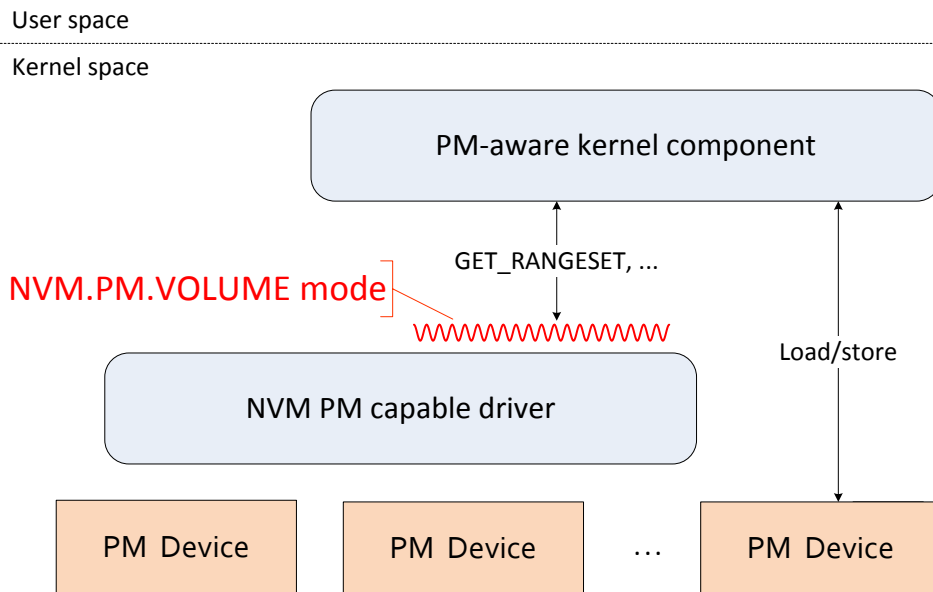 User space
Kernel space
PM-aware kernel component
GET_RANGESET, ...
NVM.PM.VOLUME mode
Load/store
NVM PM capable driver
PM Device
PM Device
...
PM Device